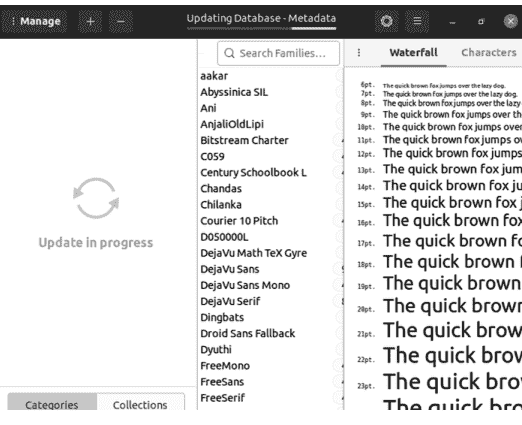 Manage
+
−
Updating Database - Metadata
Search Families...
aakar
Abyssinica SIL
Ani
AnjaliOldLipi
Bitstream Charter
C059
Century Schoolbook L
Chandas
Chilanka
Courier 10 Pitch
D050000L
DejaVu Math TeX Gyre
DejaVu Sans
DejaVu Sans Mono
DejaVu Serif
Dingbats
Droid Sans Fallback
Dyuthi
FreeMono
FreeSans
FreeSerif
Update in progress
Categories
Collections
Waterfall
Characters
6pt. The quick brown fox jumps over the lazy dog.
7pt. The quick brown fox jumps over the lazy dog.
8pt. The quick brown fox jumps over the lazy
9pt. The quick brown fox jumps over th
10pt. The quick brown fox jumps over
11pt. The quick brown fox jumps ov
12pt. The quick brown fox jumps
13pt. The quick brown fox jum
14pt. The quick brown fox ju
15pt. The quick brown fox j
16pt. The quick brown fox
17pt. The quick brown fo
18pt. The quick brown f
19pt. The quick brown
20pt. The quick brown
21pt. The quick brow
22pt. The quick brow
23pt. The quick brow
The quick bro